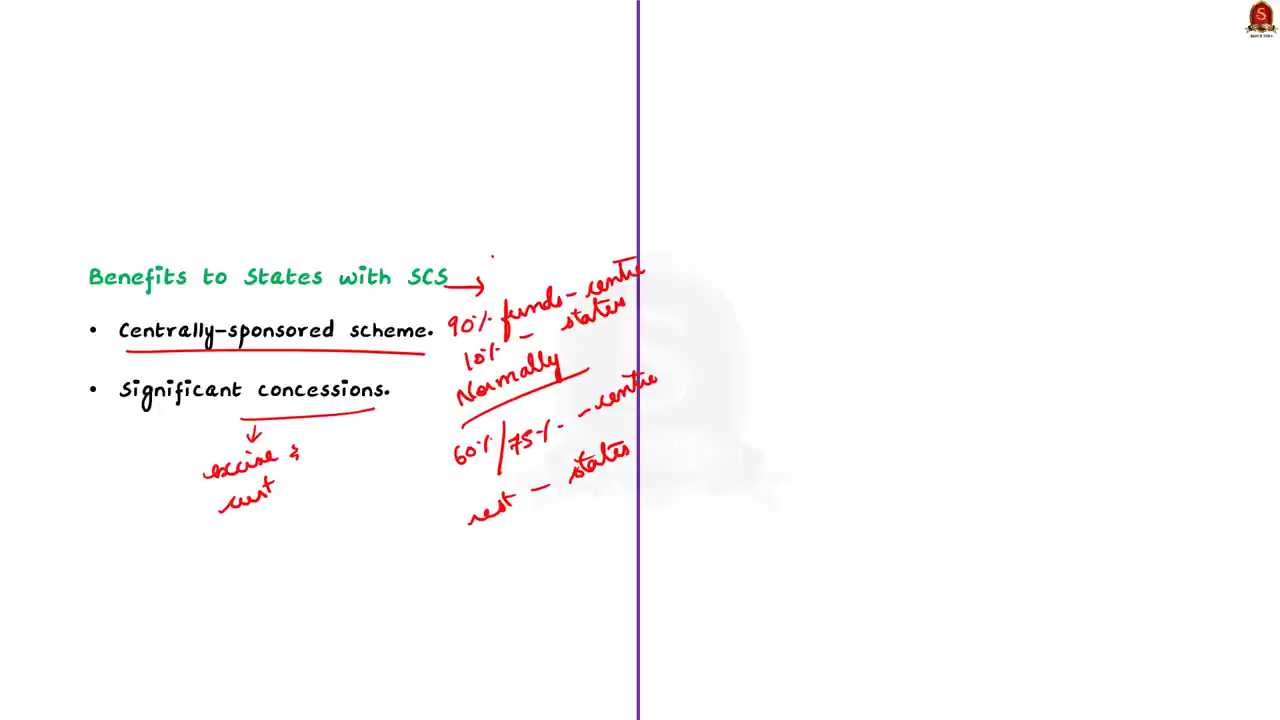 Benefits to States with SCS
• Centrally-sponsored scheme.
• Significant concessions.
excise &
cust
90% funds - centre
10% - states
Normally
60% / 75% - centre
rest - states
S